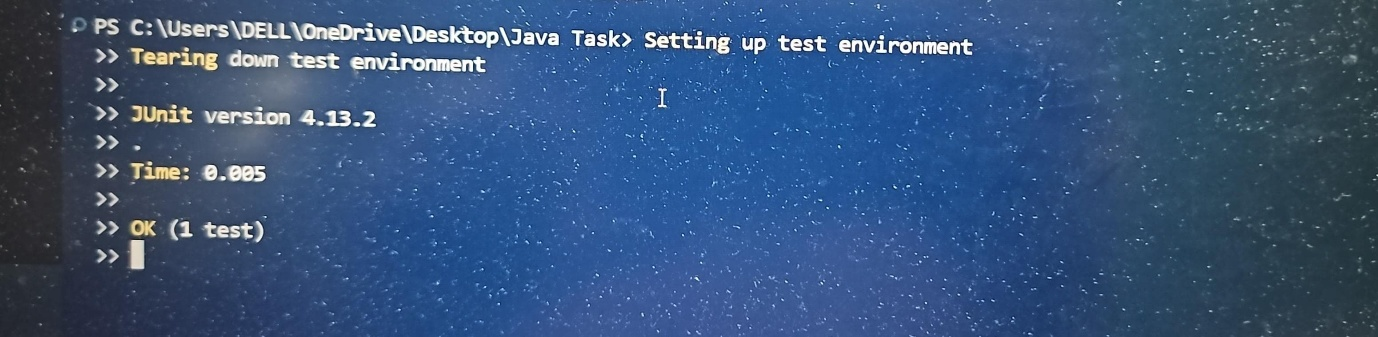 PS C:\Users\DELL\OneDrive\Desktop\Java Task> Setting up test environment
>> Tearing down test environment
>>
>> JUnit version 4.13.2
>> .
>> Time: 0.005
>>
>> OK (1 test)
>>